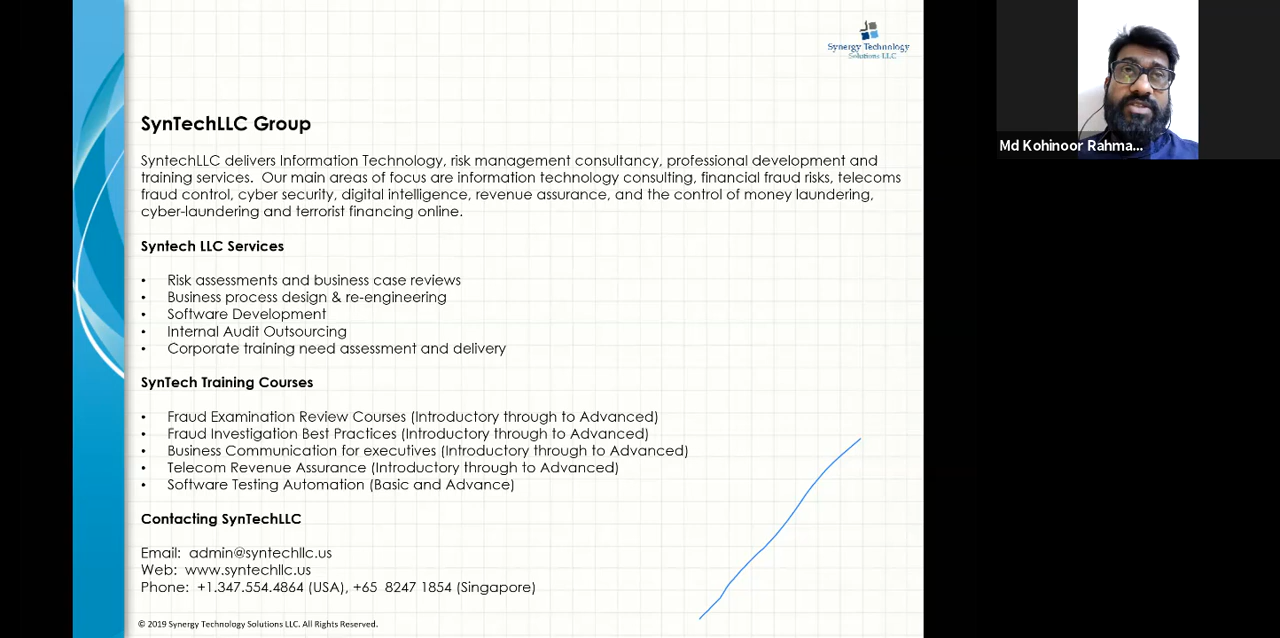 Synergy Technology
Solutions LLC
SynTechLLC Group
SyntechLLC delivers Information Technology, risk management consultancy, professional development and
training services.  Our main areas of focus are information technology consulting, financial fraud risks, telecoms
fraud control, cyber security, digital intelligence, revenue assurance, and the control of money laundering,
cyber-laundering and terrorist financing online.
Syntech LLC Services
• Risk assessments and business case reviews
• Business process design & re-engineering
• Software Development
• Internal Audit Outsourcing
• Corporate training need assessment and delivery
SynTech Training Courses
• Fraud Examination Review Courses (Introductory through to Advanced)
• Fraud Investigation Best Practices (Introductory through to Advanced)
• Business Communication for executives (Introductory through to Advanced)
• Telecom Revenue Assurance (Introductory through to Advanced)
• Software Testing Automation (Basic and Advance)
Contacting SynTechLLC
Email:  admin@syntechllc.us
Web:  www.syntechllc.us
Phone:  +1.347.554.4864 (USA), +65  8247 1854 (Singapore)
© 2019 Synergy Technology Solutions LLC. All Rights Reserved.
Md Kohinoor Rahma...